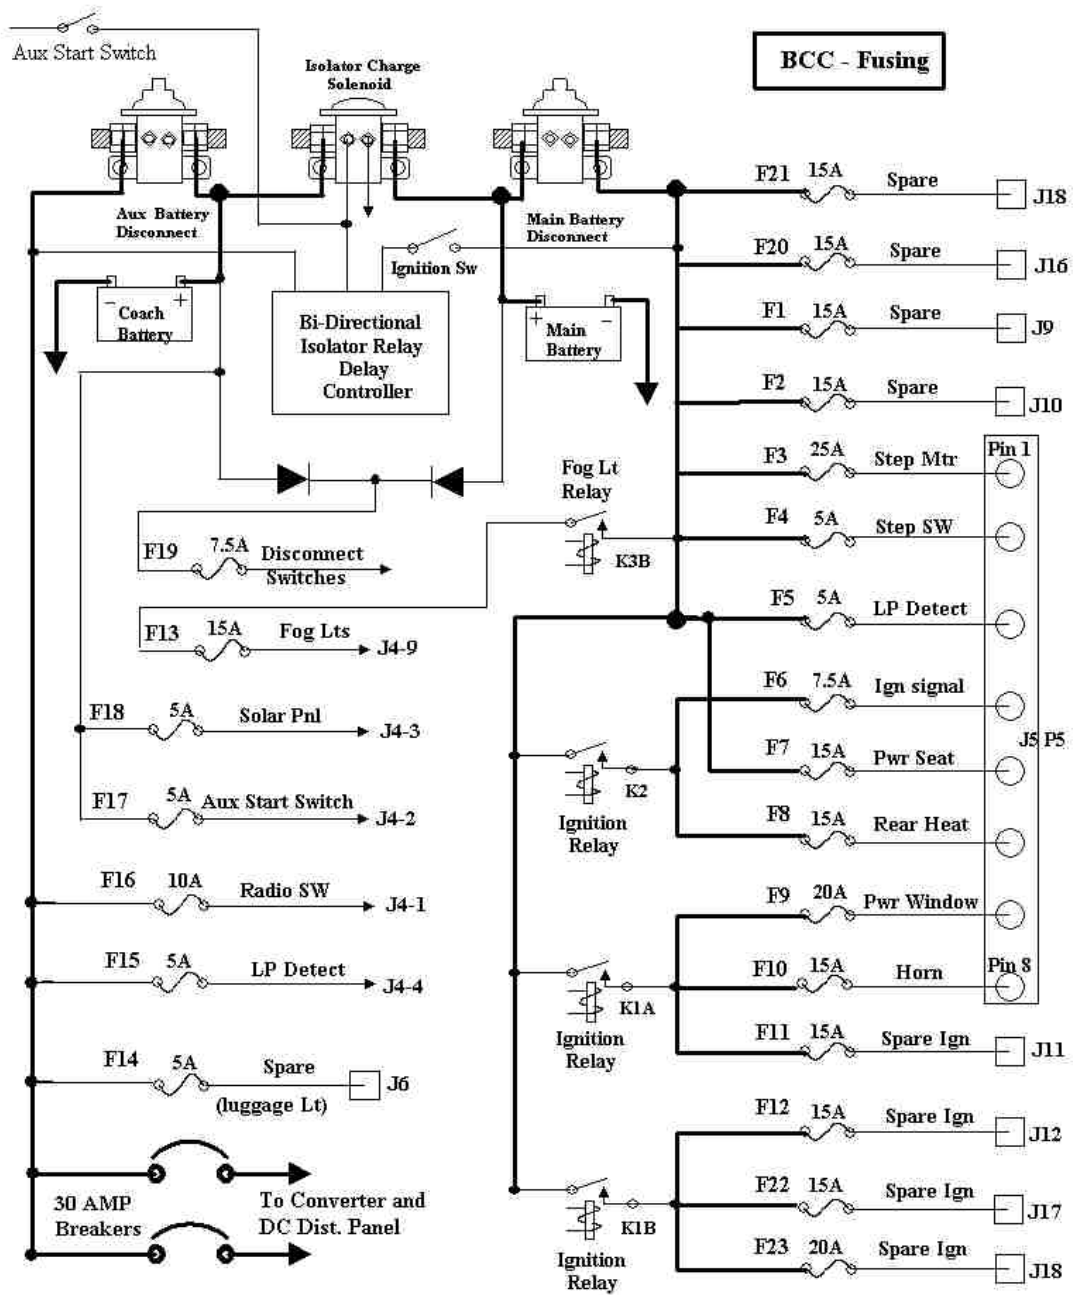 Aux Start Switch
Isolator Charge
Solenoid
BCC - Fusing
Aux Battery
Disconnect
Main Battery
Disconnect
Ignition Sw
-
+
Coach
Battery
Bi-Directional
Isolator Relay
Delay
Controller
+
-
Main
Battery
F21 15A Spare J18
F20 15A Spare J16
F1 15A Spare J9
F2 15A Spare J10
Pin 1
F3 25A Step Mtr
F4 5A Step SW
F5 5A LP Detect
F6 7.5A Ign signal
J5 P5
F7 15A Pwr Seat
F8 15A Rear Heat
F9 20A Pwr Window
F10 15A Horn
Pin 8
F11 15A Spare Ign J11
F12 15A Spare Ign J12
F22 15A Spare Ign J17
F23 20A Spare Ign J18
Fog Lt
Relay
K3B
F19 7.5A Disconnect
Switches
F13 15A Fog Lts J4-9
F18 5A Solar Pnl J4-3
F17 5A Aux Start Switch J4-2
F16 10A Radio SW J4-1
F15 5A LP Detect J4-4
F14 5A Spare J6
(luggage Lt)
30 AMP
Breakers
To Converter and
DC Dist. Panel
K2
Ignition
Relay
K1A
Ignition
Relay
K1B
Ignition
Relay